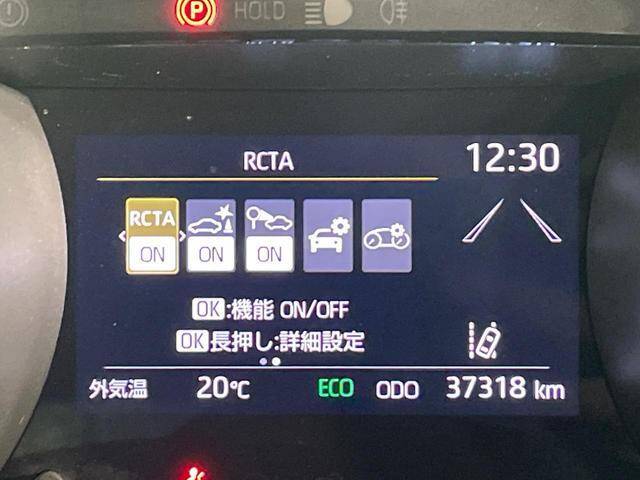 P HOLD
RCTA 12:30
RCTA
ON ON ON
OK:機能 ON/OFF
OK長押し:詳細設定
外気温 20℃ ECO ODO 37318 km